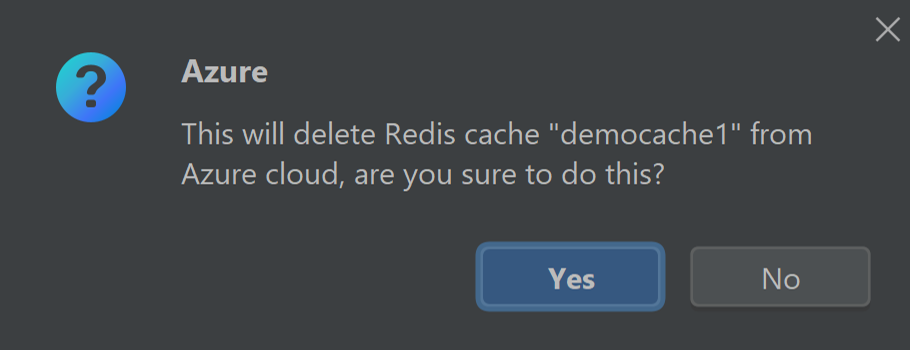 Azure
This will delete Redis cache "democache1" from
Azure cloud, are you sure to do this?
Yes
No